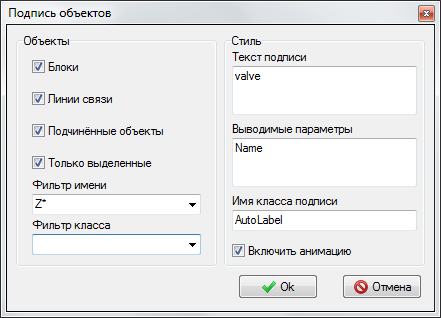 Подпись объектов
Объекты
Блоки
Линии связи
Подчинённые объекты
Только выделенные
Фильтр имени
Z*
Фильтр класса
Стиль
Текст подписи
valve
Выводимые параметры
Name
Имя класса подписи
AutoLabel
Включить анимацию
Ok
Отмена